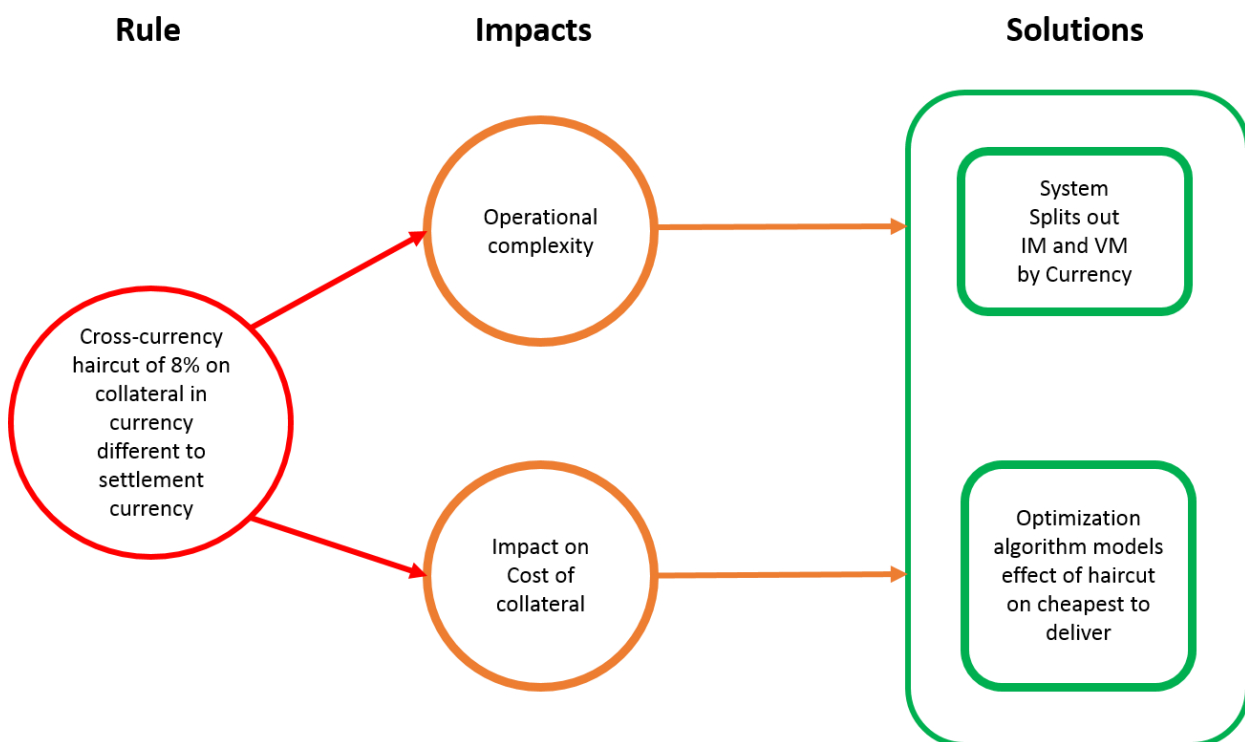 Rule
Impacts
Solutions
Cross-currency
haircut of 8% on
collateral in
currency
different to
settlement
currency
Operational
complexity
Impact on
Cost of
collateral
System
Splits out
IM and VM
by Currency
Optimization
algorithm models
effect of haircut
on cheapest to
deliver